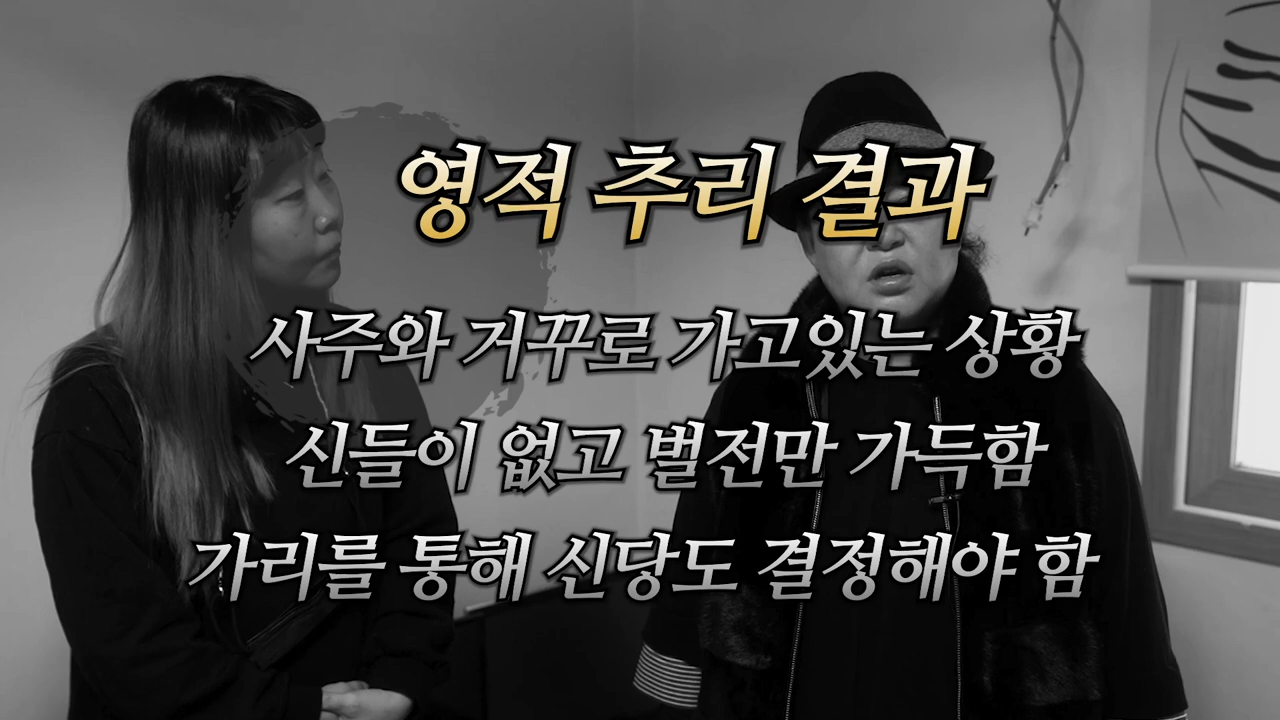 영적 추리 결과
사주와 거꾸로 가고있는 상황
신들이 없고 벌전만 가득함
가리를 통해 신당도 결정해야 함